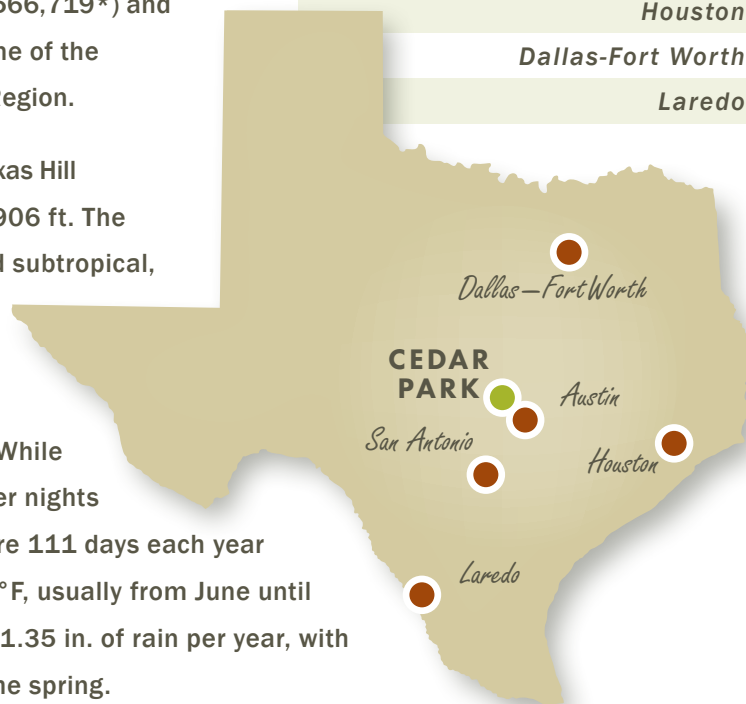 666,719*) and
ne of the
Region.
xas Hill
906 ft. The
d subtropical,
While
er nights
re 111 days each year
°F, usually from June until
1.35 in. of rain per year, with
he spring.
Houston
Dallas-Fort Worth
Laredo
Dallas—Fort Worth
CEDAR
PARK
Austin
San Antonio
Houston
Laredo